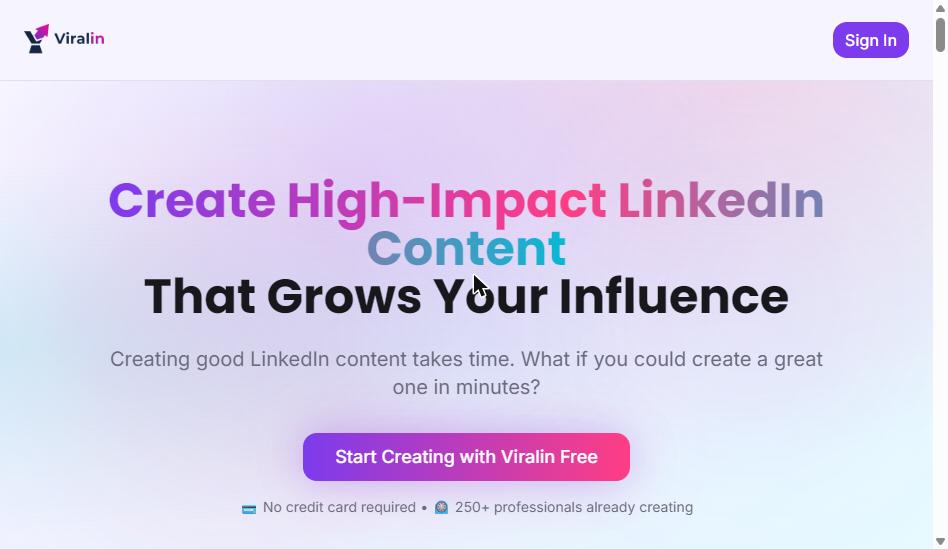 Viralin
Sign In
Create High-Impact LinkedIn
Content
That Grows Your Influence
Creating good LinkedIn content takes time. What if you could create a great
one in minutes?
Start Creating with Viralin Free
No credit card required • 250+ professionals already creating